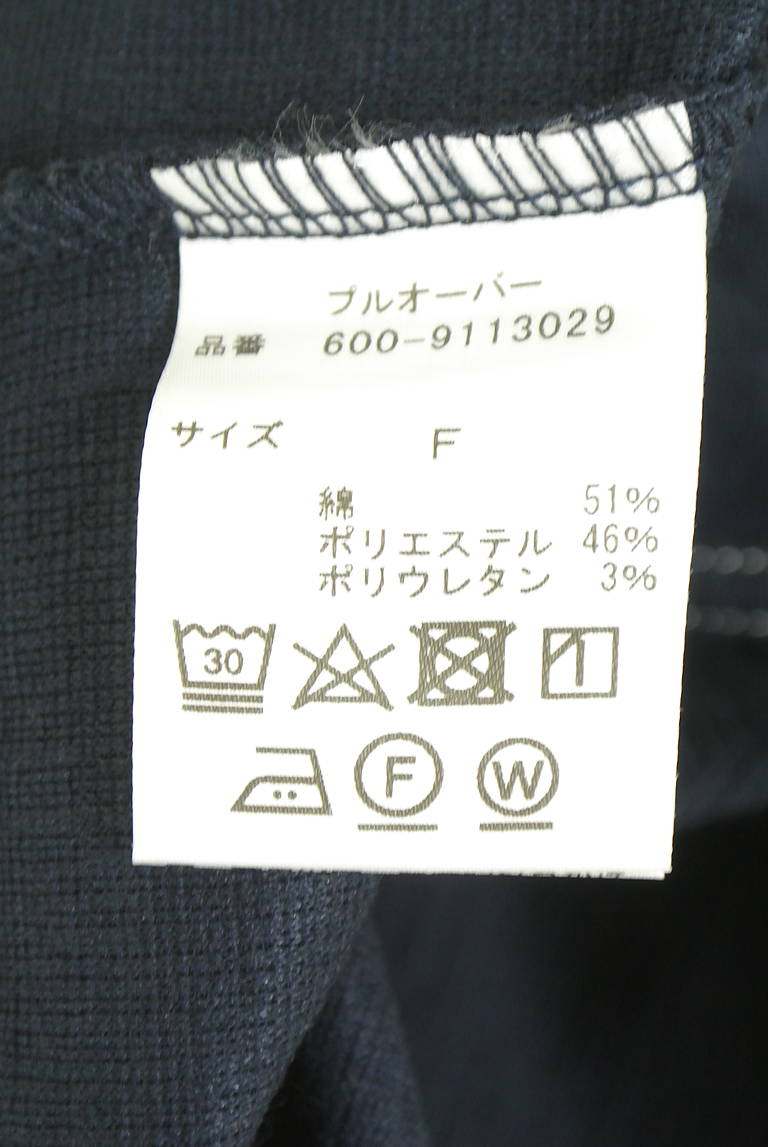 プルオーバー
品番 600-9113029
サイズ F
綿 51%
ポリエステル 46%
ポリウレタン 3%
30
F W